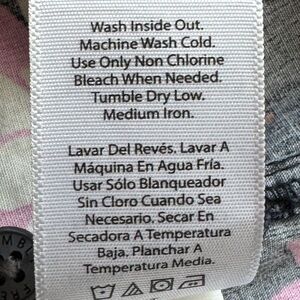 Wash Inside Out.
Machine Wash Cold.
Use Only Non Chlorine
Bleach When Needed.
Tumble Dry Low.
Medium Iron.
Lavar Del Revés. Lavar A
Máquina En Agua Fría.
Usar Sólo Blanqueador
Sin Cloro Cuando Sea
Necesario. Secar En
Secadora A Temperatura
Baja. Planchar A
Temperatura Media.